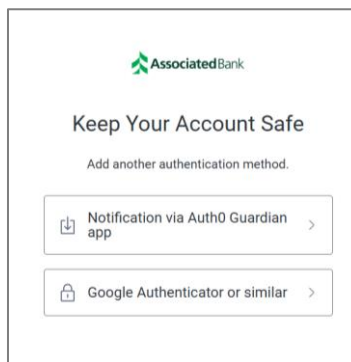 AssociatedBank
Keep Your Account Safe
Add another authentication method.
Notification via Auth0 Guardian
app
Google Authenticator or similar